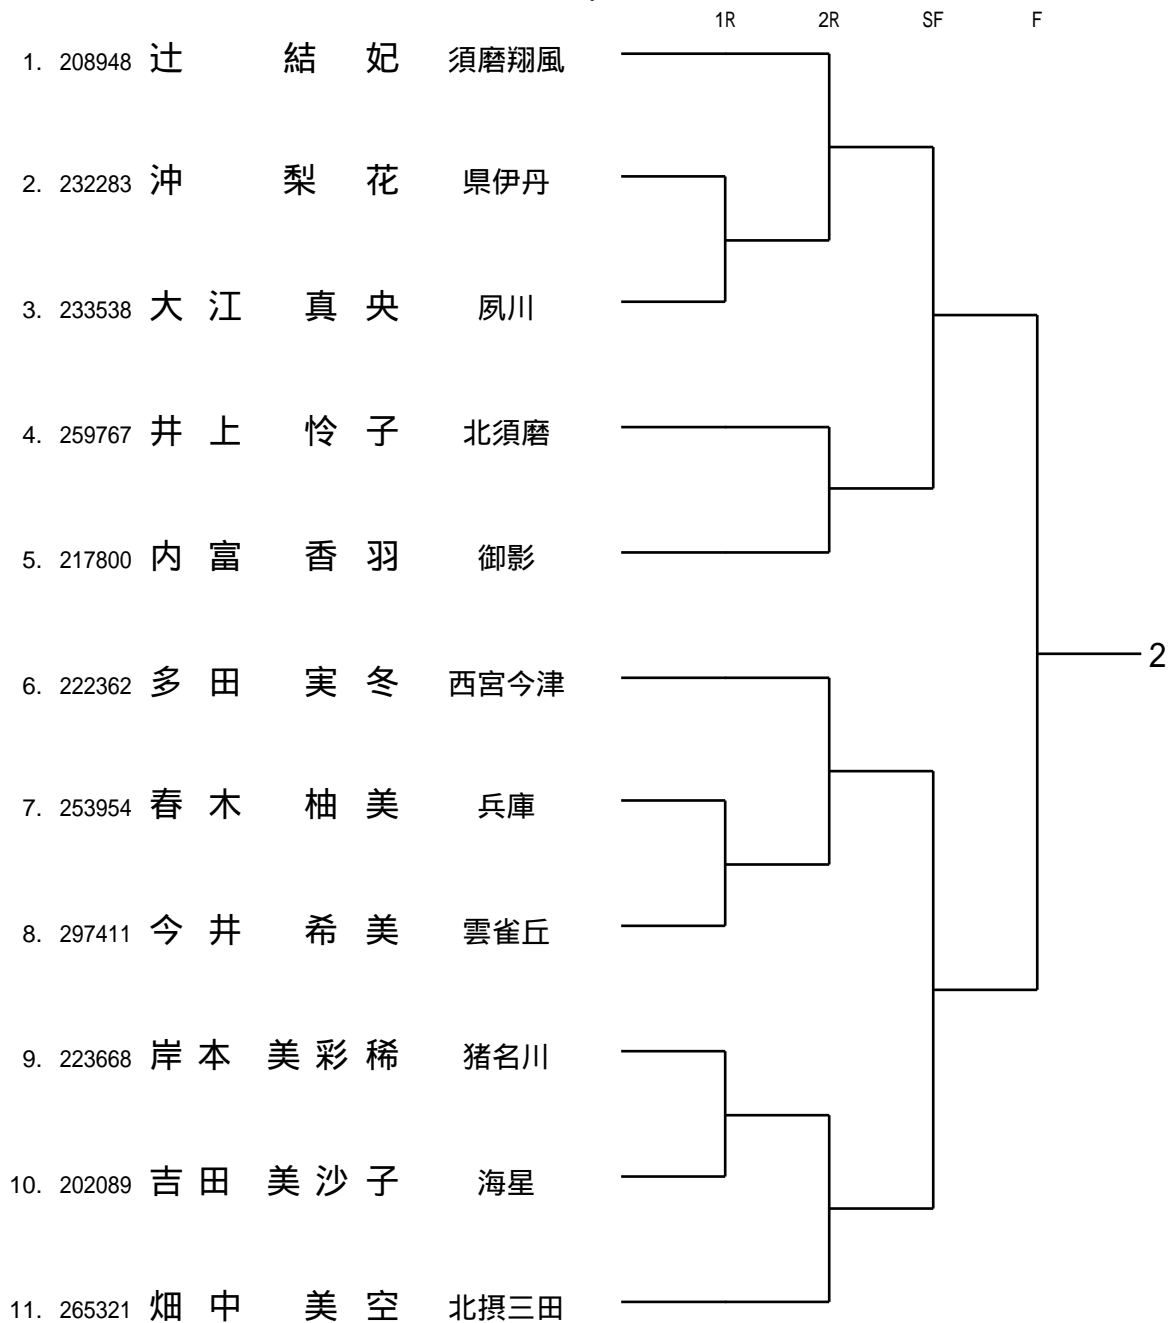 1R 2R SF F
1. 208948 辻 結 妃 須磨翔風
2. 232283 沖 梨 花 県伊丹
3. 233538 大 江 真 央 夙川
4. 259767 井 上 怜 子 北須磨
5. 217800 内 富 香 羽 御影
2
6. 222362 多 田 実 冬 西宮今津
7. 253954 春 木 柚 美 兵庫
8. 297411 今 井 希 美 雲雀丘
9. 223668 岸 本 美 彩 稀 猪名川
10. 202089 吉 田 美 沙 子 海星
11. 265321 畑 中 美 空 北摂三田